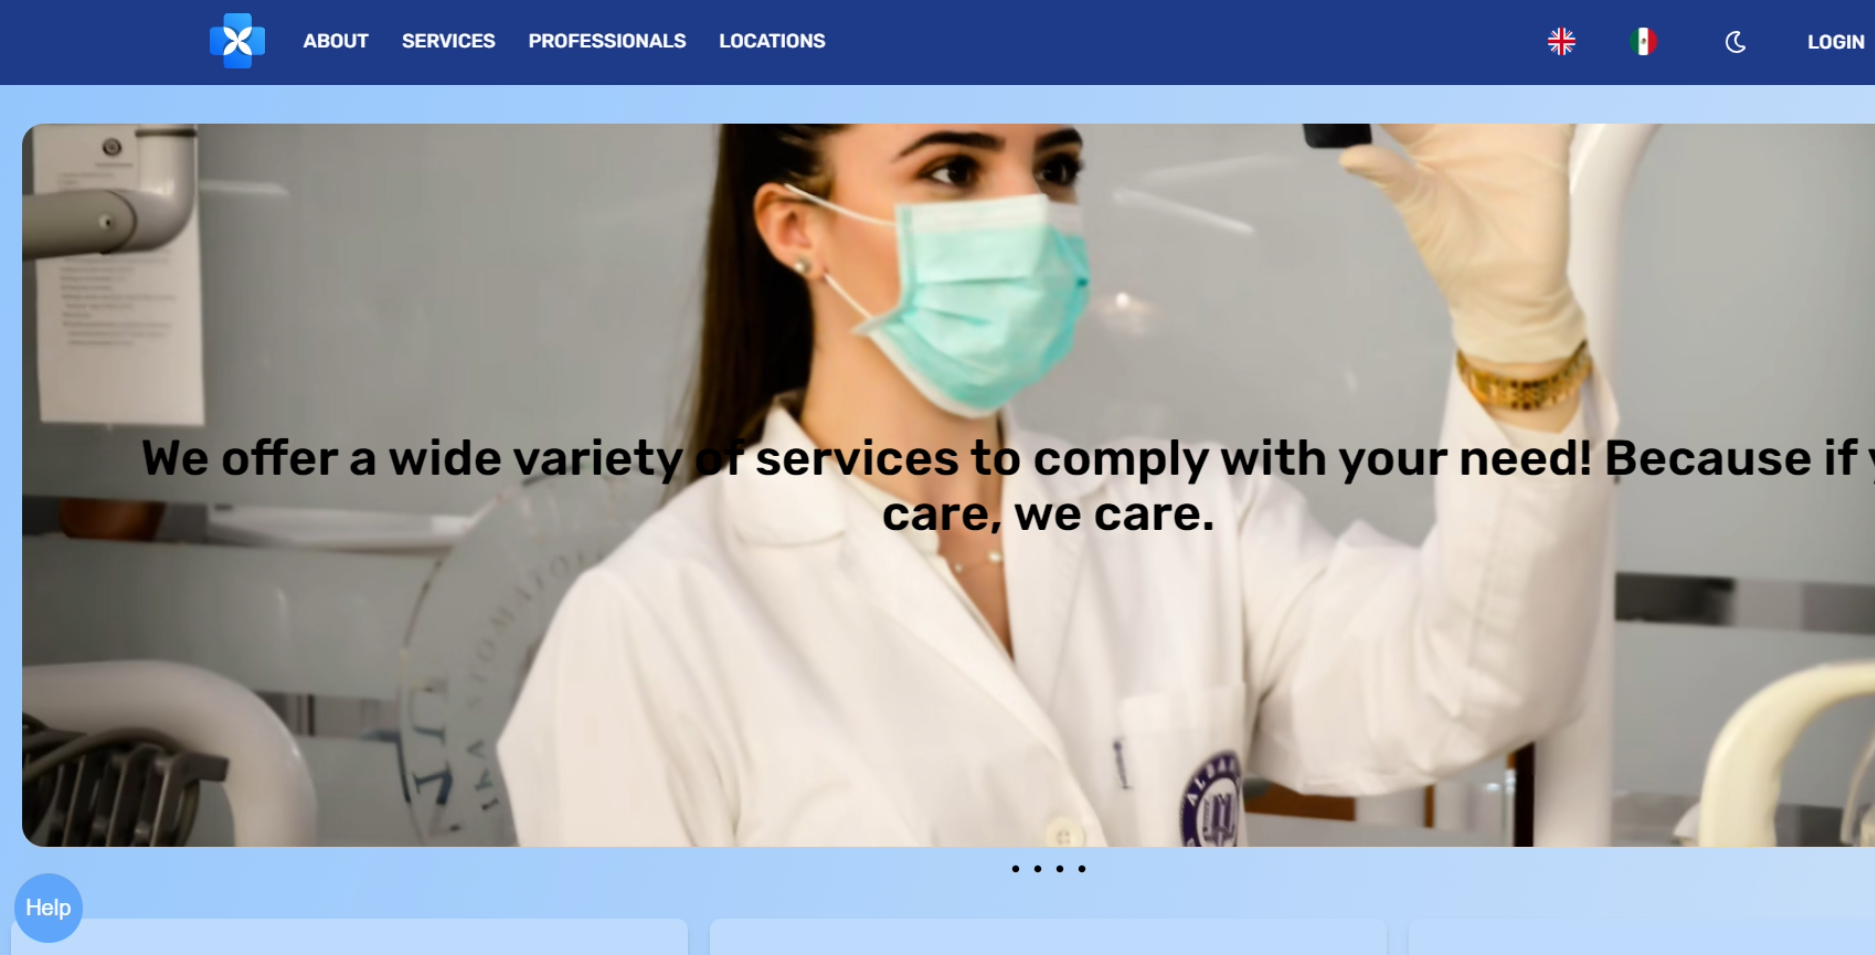 ABOUT SERVICES PROFESSIONALS LOCATIONS LOGIN
We offer a wide variety of services to comply with your need! Because if
care, we care.
Help